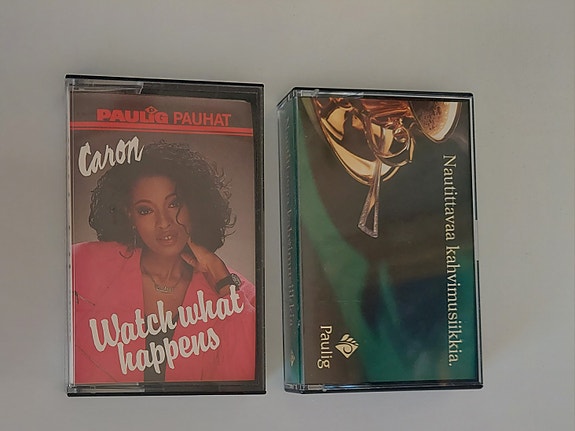 PAULIG PAUHAT
Caron
Watch what
happens
Nautittavaa kahvimusiikkia.
Paulig